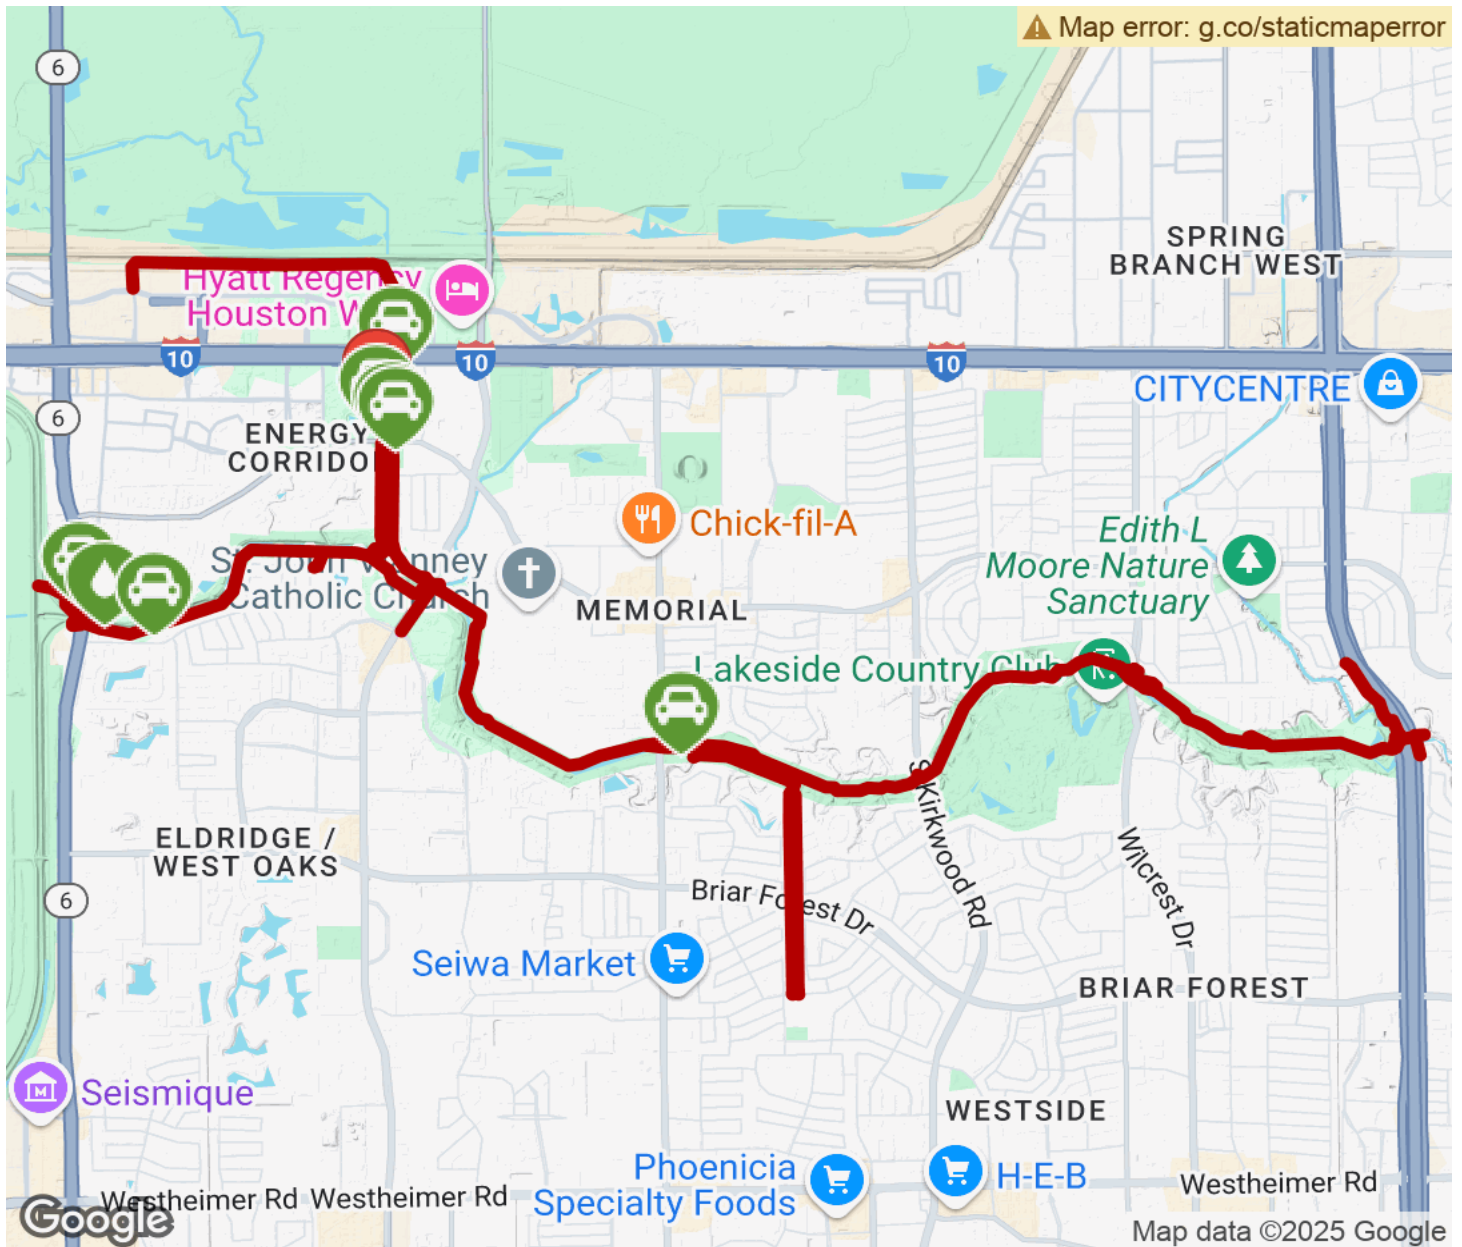 Map error: g.co/staticmaperror
6
SPRING
BRANCH WEST
Hyatt Regency
Houston W
10
10
10
CITYCENTRE
6
ENERGY
CORRIDO
Chick-fil-A
Edith L
Moore Nature
Sanctuary
St. John Vianney
Catholic Church
MEMORIAL
Lakeside Country Club
S Kirkwood Rd
ELDRIDGE /
WEST OAKS
Wilcrest Dr
6
Briar Forest Dr
Seiwa Market
BRIAR FOREST
M
Seismique
WESTSIDE
Phoenicia
Specialty Foods
H-E-B
Westheimer Rd
Westheimer Rd
Westheimer Rd
Google
Map data ©2025 Google